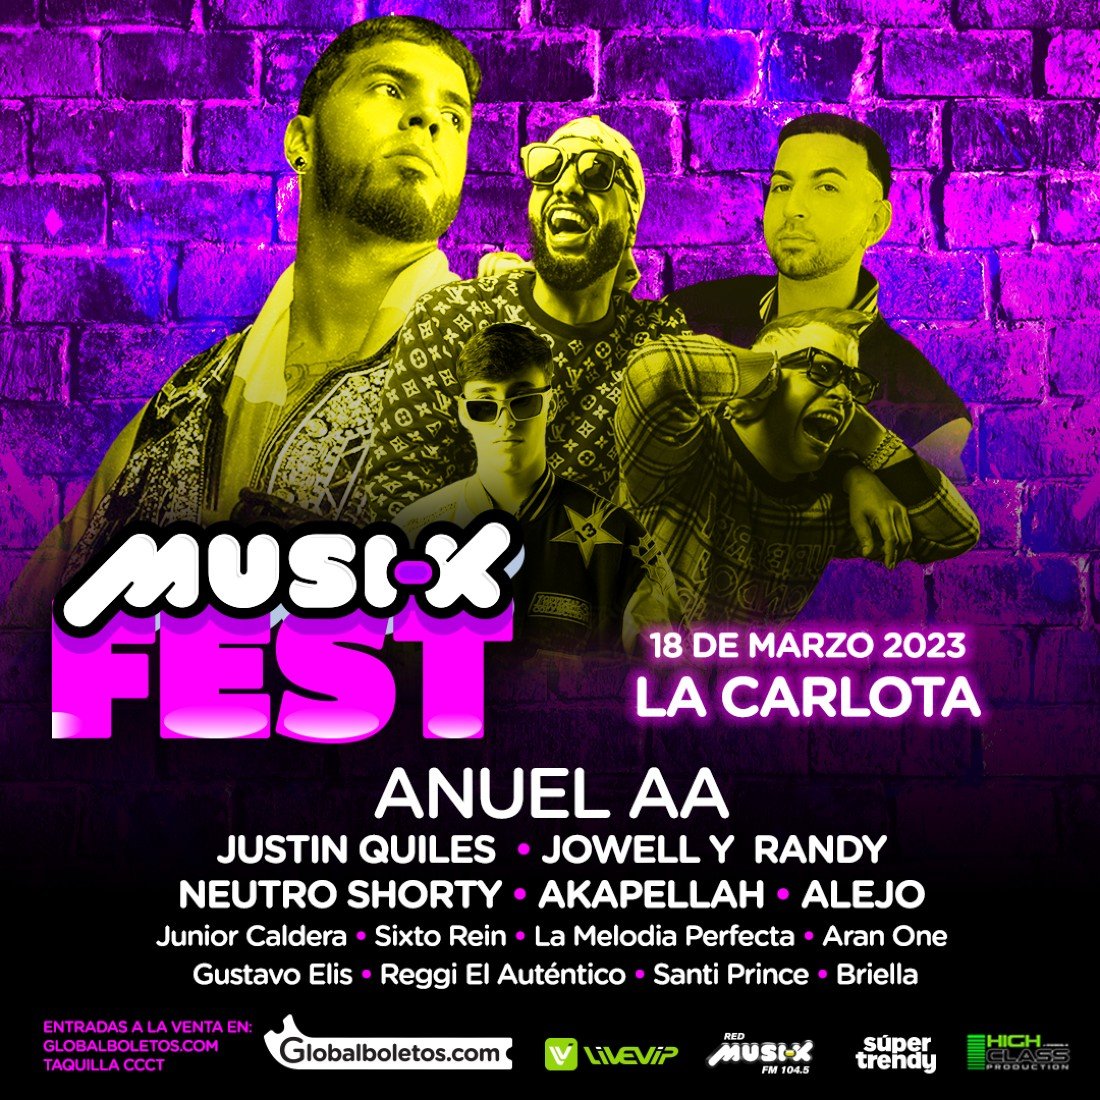 MUSI-X
FEST
18 DE MARZO 2023
LA CARLOTA
ANUEL AA
JUSTIN QUILES • JOWELL Y RANDY
NEUTRO SHORTY • AKAPELLAH • ALEJO
Junior Caldera • Sixto Rein • La Melodia Perfecta • Aran One
Gustavo Elis • Reggi El Auténtico • Santi Prince • Briella
ENTRADAS A LA VENTA EN:
GLOBALBOLETOS.COM
TAQUILLA CCCT
Globalboletos.com
LIVEVIP
RED
MUSI-X
FM 104.5
súper
trendy
HIGH
CLASS
PRODUCTION
13